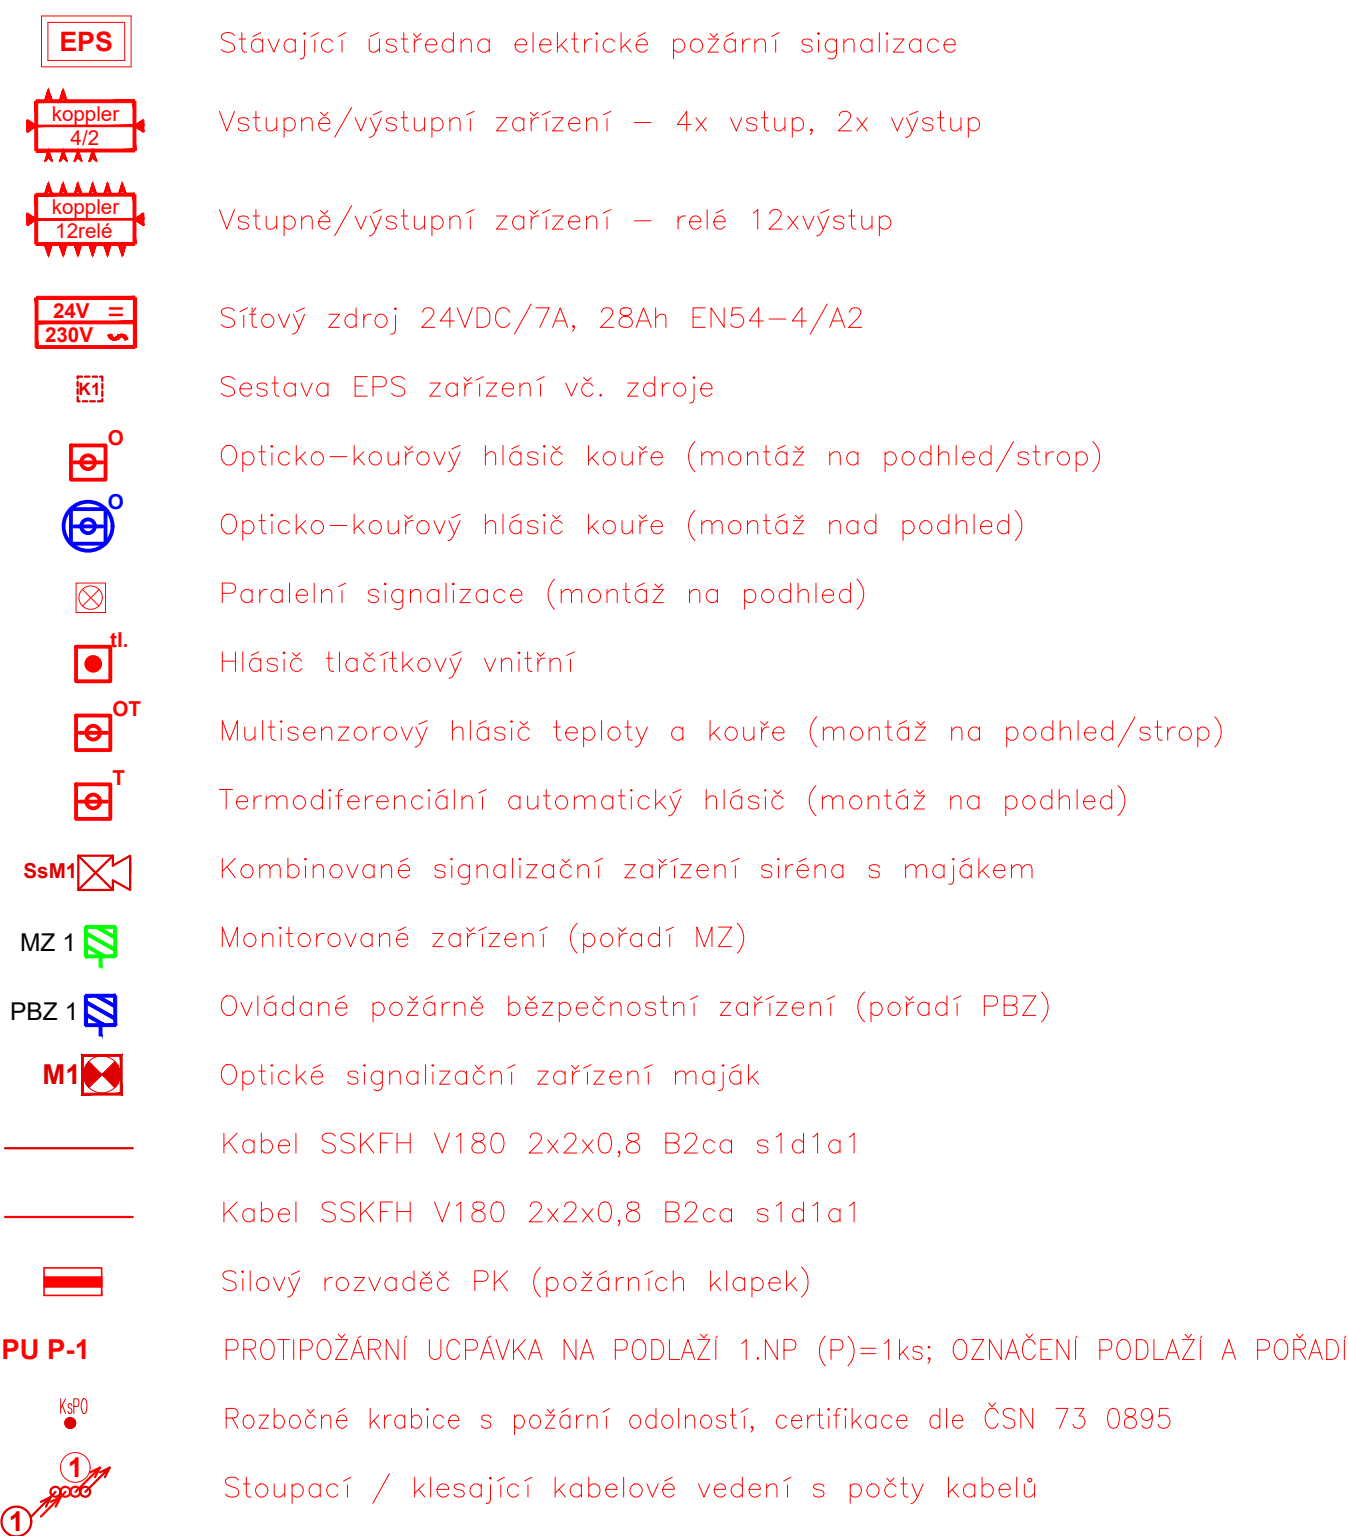 EPS Stávající ústředna elektrické požární signalizace
koppler
4/2
Vstupně/výstupní zařízení – 4x vstup, 2x výstup
koppler
12relé
Vstupně/výstupní zařízení – relé 12xvýstup
24V =
230V
Síťový zdroj 24VDC/7A, 28Ah EN54–4/A2
K1 Sestava EPS zařízení vč. zdroje
O Opticko–kouřový hlásič kouře (montáž na podhled/strop)
O Opticko–kouřový hlásič kouře (montáž nad podhled)
Paralelní signalizace (montáž na podhled)
tl. Hlásič tlačítkový vnitřní
OT Multisenzorový hlásič teploty a kouře (montáž na podhled/strop)
T Termodiferenciální automatický hlásič (montáž na podhled)
SsM1 Kombinované signalizační zařízení siréna s majákem
MZ 1 Monitorované zařízení (pořadí MZ)
PBZ 1 Ovládané požárně bězpečnostní zařízení (pořadí PBZ)
M1 Optické signalizační zařízení maják
Kabel SSKFH V180 2x2x0,8 B2ca s1d1a1
Kabel SSKFH V180 2x2x0,8 B2ca s1d1a1
Silový rozvaděč PK (požárních klapek)
PU P-1 PROTIPOŽÁRNÍ UCPÁVKA NA PODLAŽÍ 1.NP (P)=1ks; OZNAČENÍ PODLAŽÍ A POŘADÍ
KsPO Rozbočné krabice s požární odolností, certifikace dle ČSN 73 0895
1
1
Stoupací / klesající kabelové vedení s počty kabelů